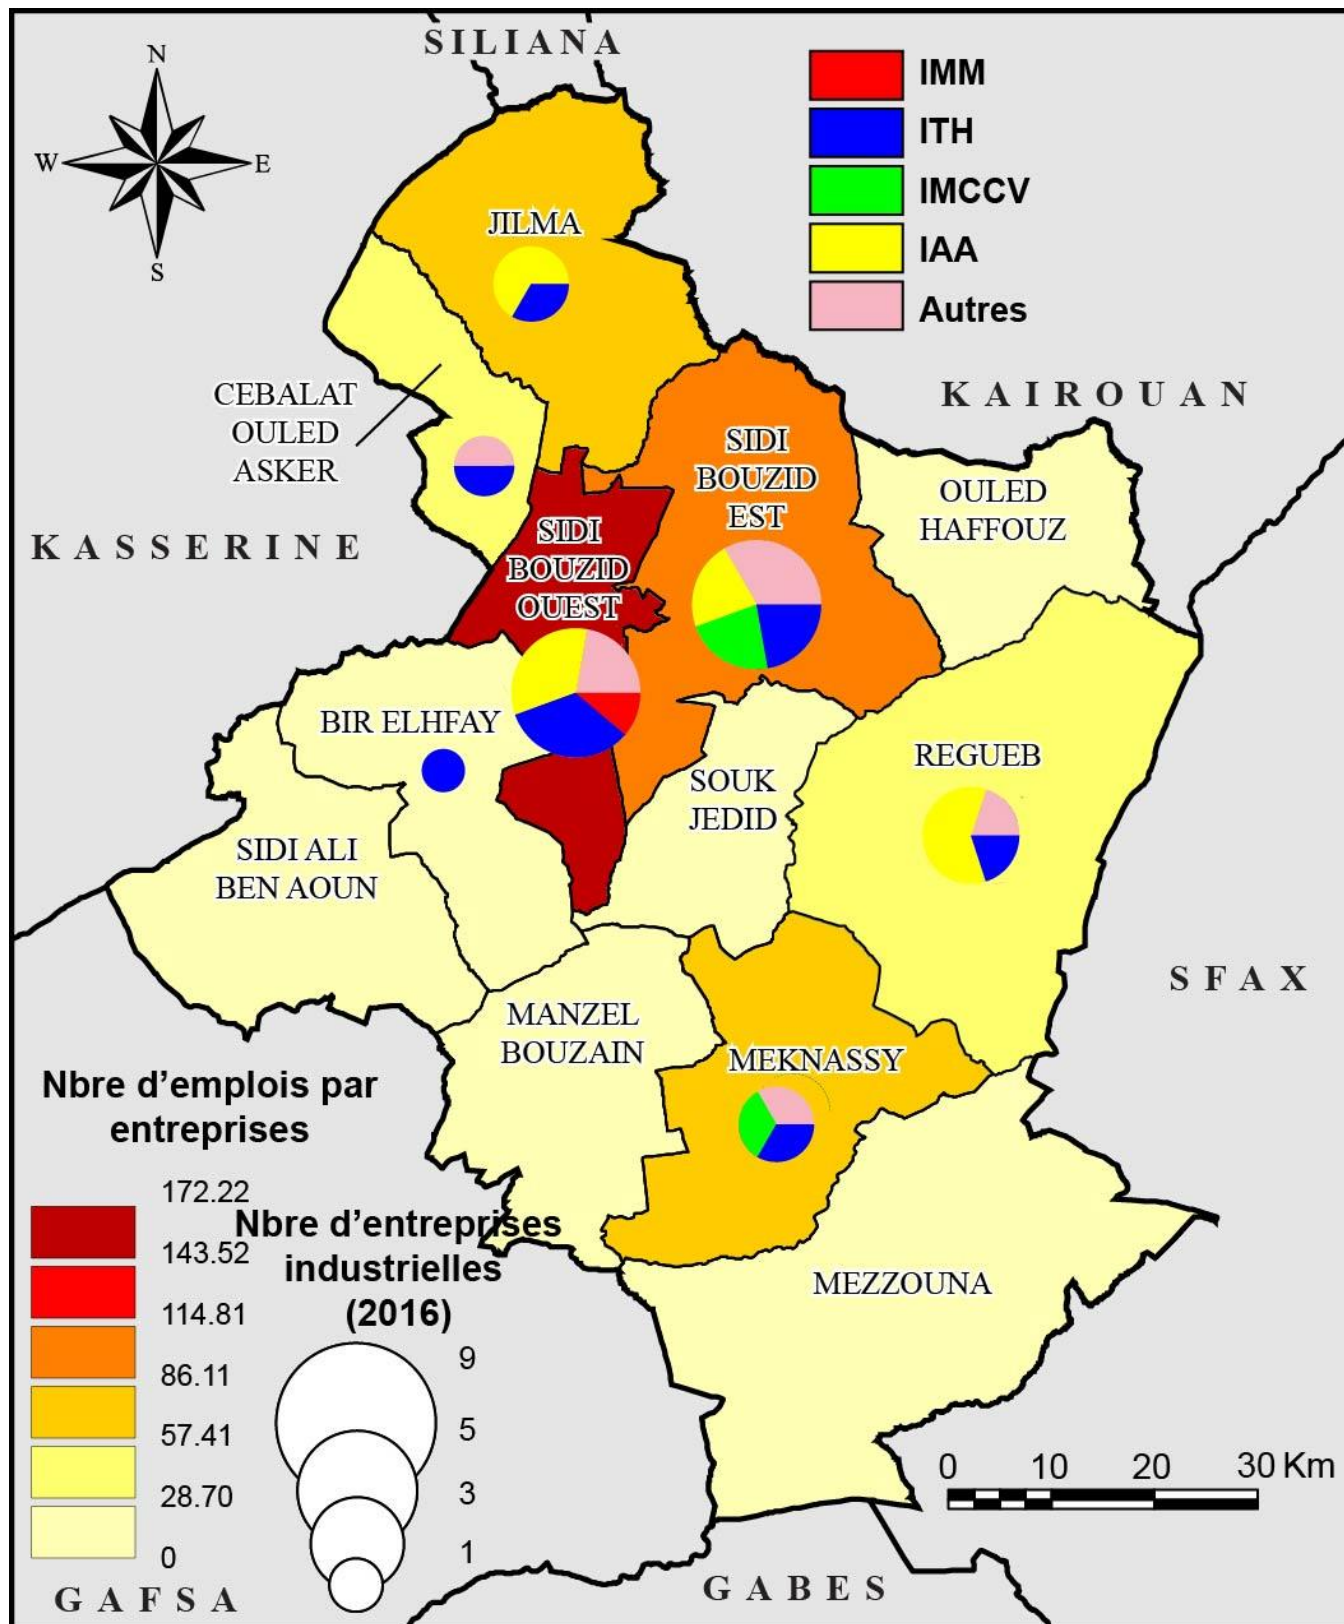 SILIANA
N
W
E
S
IMM
ITH
IMCCV
IAA
Autres
JILMA
CEBALAT
OULED
ASKER
KAIROUAN
SIDI
BOUZID
EST
OULED
HAFFOUZ
KASSERINE
SIDI
BOUZID
OUEST
BIR ELHFAY
SOUK
JEDID
REGUEB
SIDI ALI
BEN AOUN
SFAX
MANZEL
BOUZAIN
MEKNASSY
MEZZOUNA
Nbre d’emplois par
entreprises
172.22
143.52
114.81
86.11
57.41
28.70
0
Nbre d’entreprises
industrielles
(2016)
9
5
3
1
0 10 20 30 Km
GAFSA
GABES